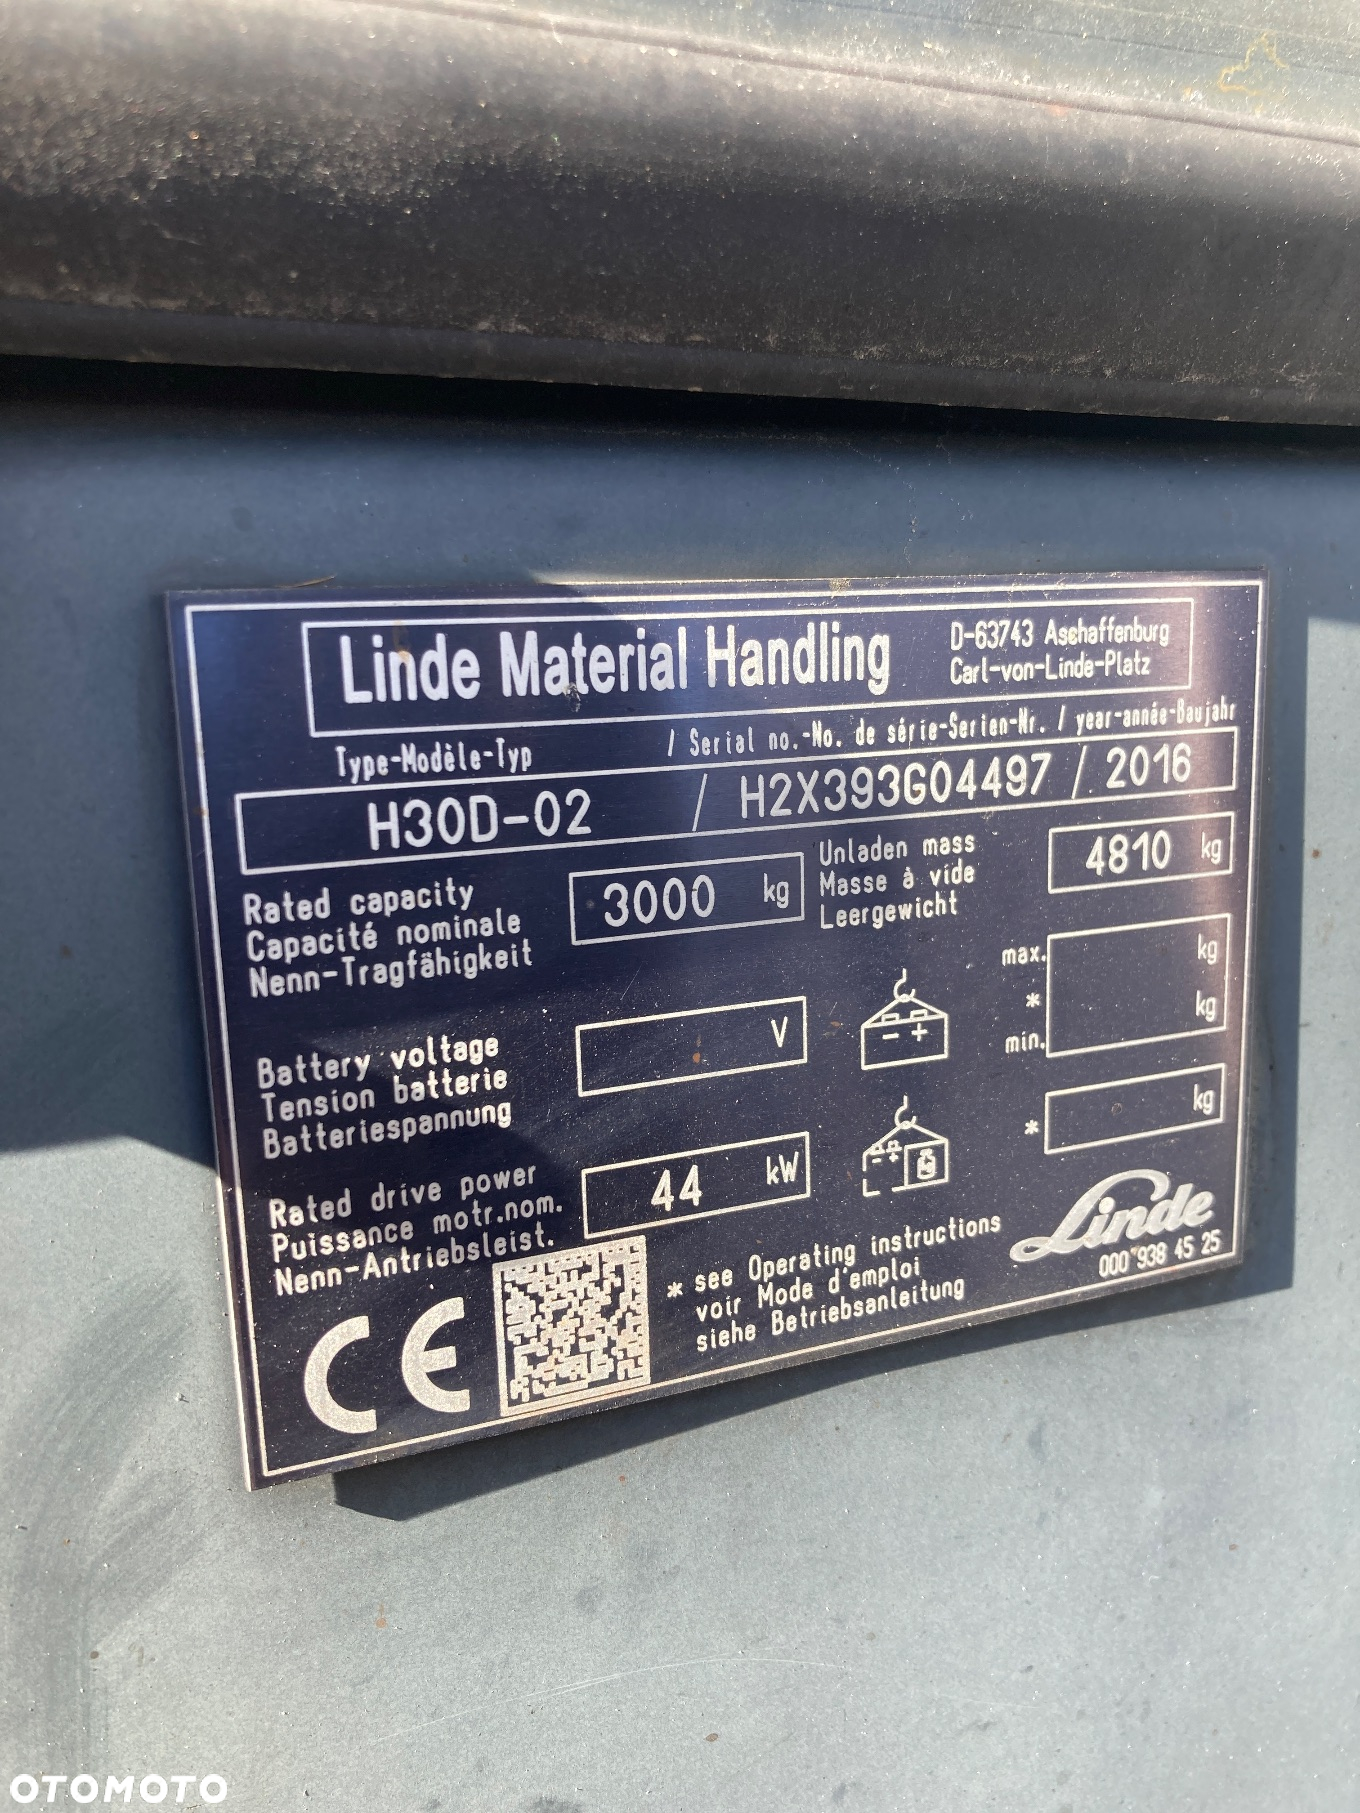 Linde Material Handling
D-63743 Aschaffenburg
Carl-von-Linde-Platz
Type-Modèle-Typ / Serial no.-No. de série-Serien-Nr. / year-année-Baujahr
H30D-02 / H2X393G04497 / 2016
Rated capacity
Capacité nominale
Nenn-Tragfähigkeit
3000 kg
Unladen mass
Masse à vide
Leergewicht
4810 kg
Battery voltage
Tension batterie
Batteriespannung
V
- +
max. kg
* kg
min.
- +
* kg
Rated drive power
Puissance motr.nom.
Nenn-Antriebsleist.
44 kW
CE
* see Operating instructions
voir Mode d'emploi
siehe Betriebsanleitung
Linde
000 938 45 25
OTOMOTO